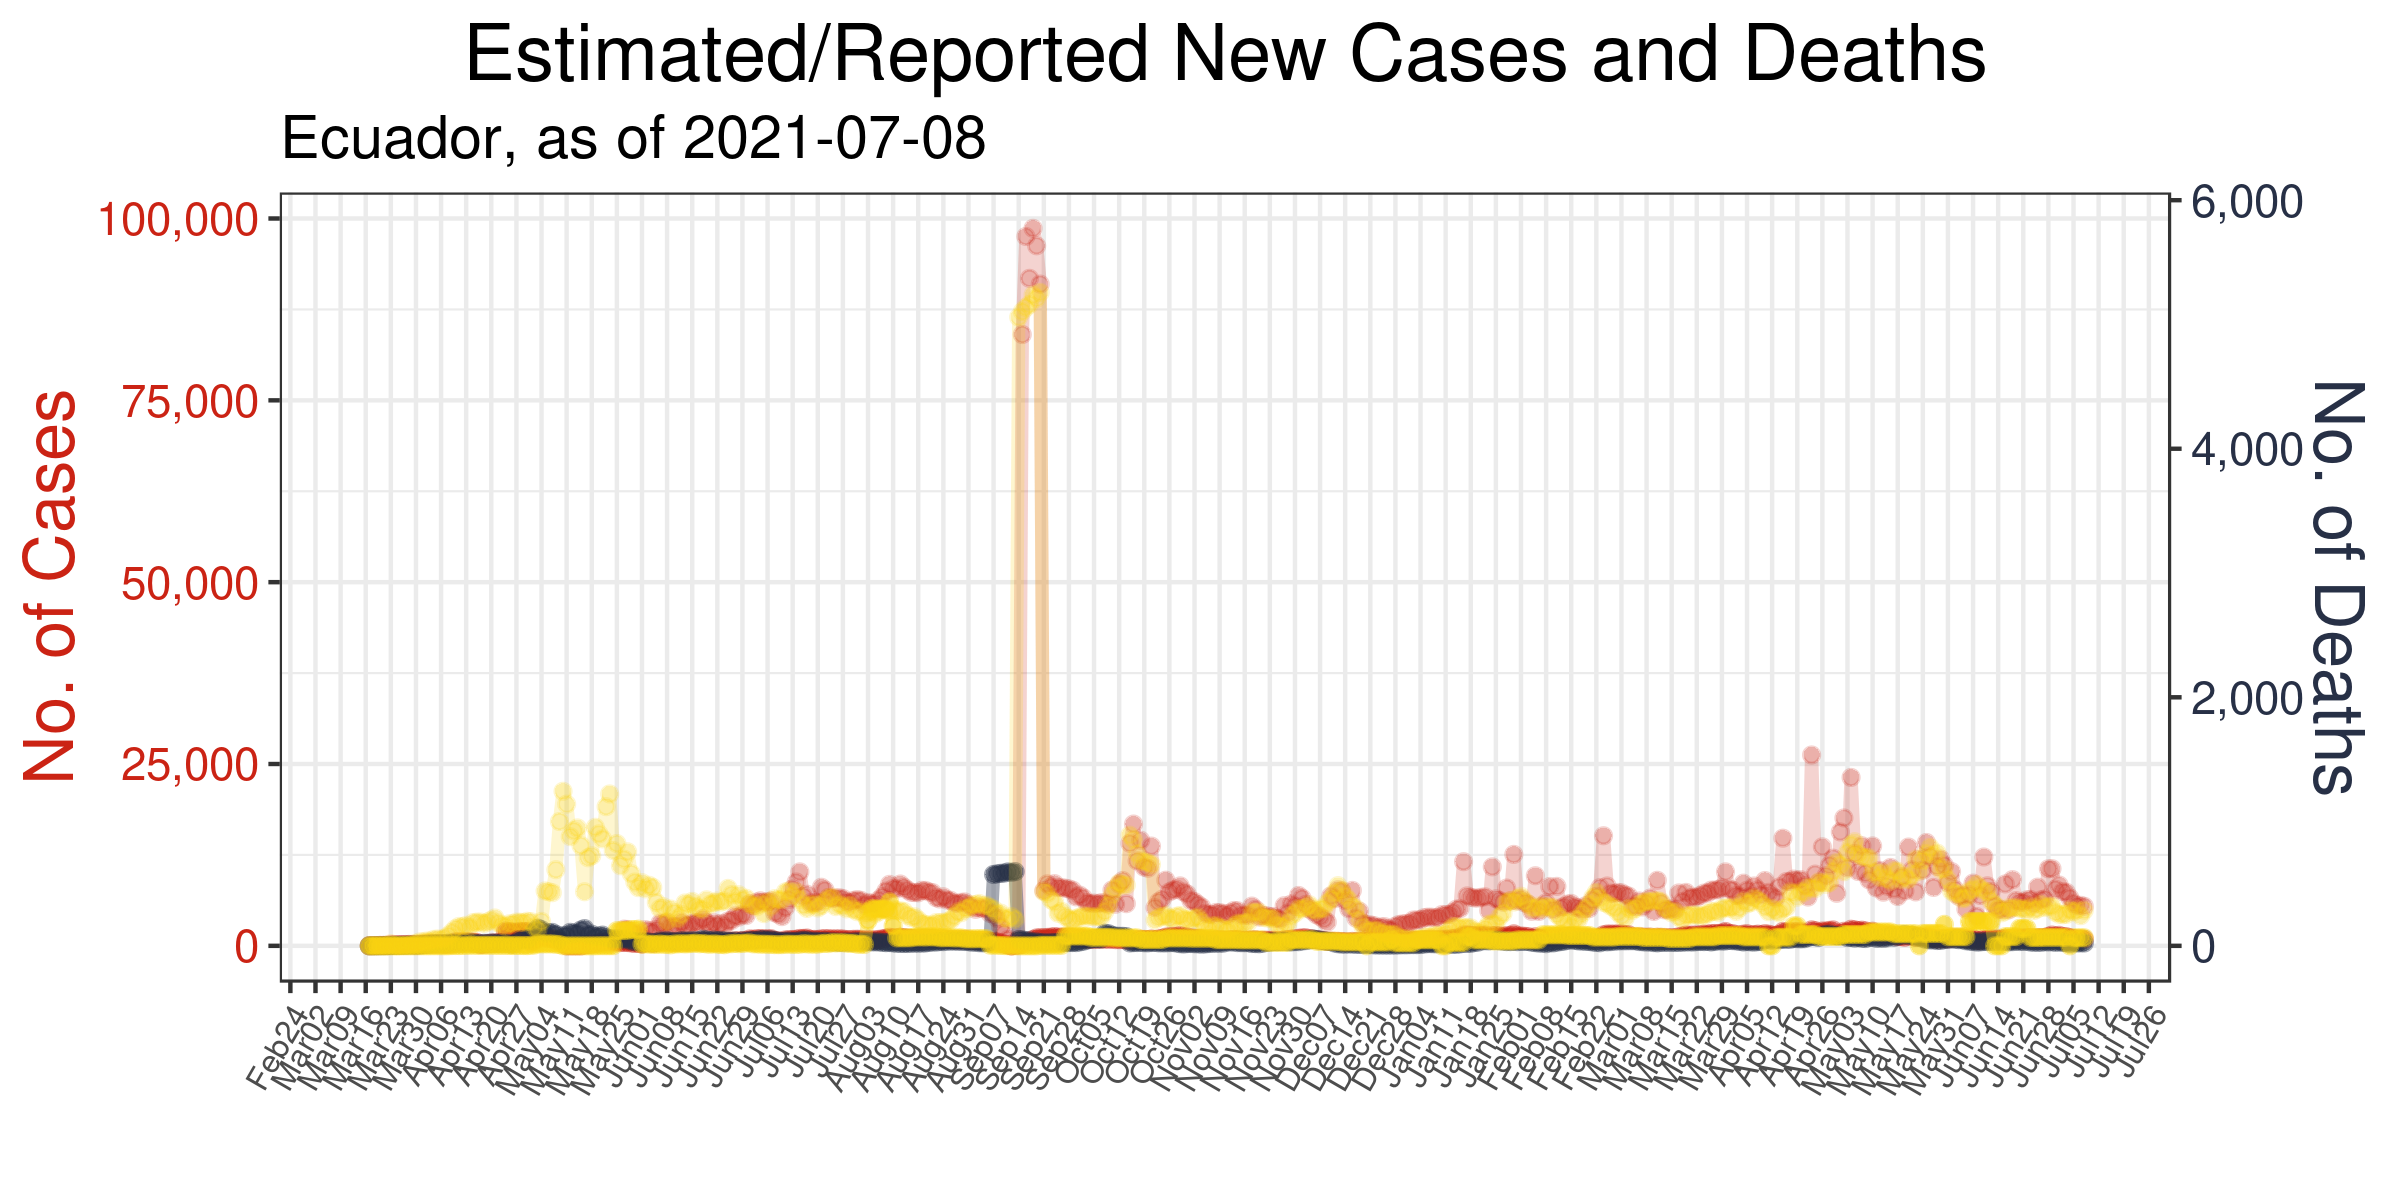 Estimated/Reported New Cases and Deaths
Ecuador, as of 2021-07-08
No. of Cases
100,000
75,000
50,000
25,000
0
6,000
4,000
2,000
0
No. of Deaths
Feb24
Mar02
Mar09
Mar16
Mar23
Mar30
Apr06
Apr13
Apr20
Apr27
May04
May11
May18
May25
Jun01
Jun08
Jun15
Jun22
Jun29
Jul06
Jul13
Jul20
Jul27
Aug03
Aug10
Aug17
Aug24
Aug31
Sep07
Sep14
Sep21
Sep28
Oct05
Oct12
Oct19
Oct26
Nov02
Nov09
Nov16
Nov23
Nov30
Dec07
Dec14
Dec21
Dec28
Jan04
Jan11
Jan18
Jan25
Feb01
Feb08
Feb15
Feb22
Mar01
Mar08
Mar15
Mar22
Mar29
Apr05
Apr12
Apr19
Apr26
May03
May10
May17
May24
May31
Jun07
Jun14
Jun21
Jun28
Jul05
Jul12
Jul19
Jul26